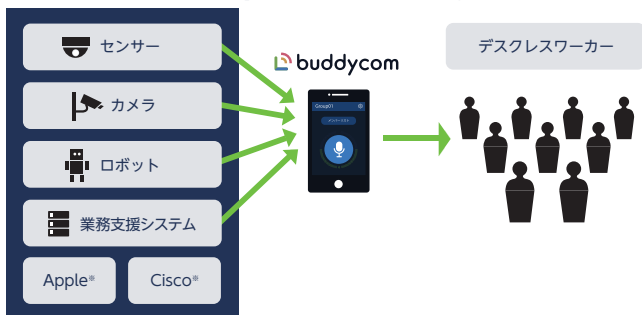 センサー
カメラ
ロボット
業務支援システム
Apple※
Cisco※
buddycom
Group01
デスクレスワーカー